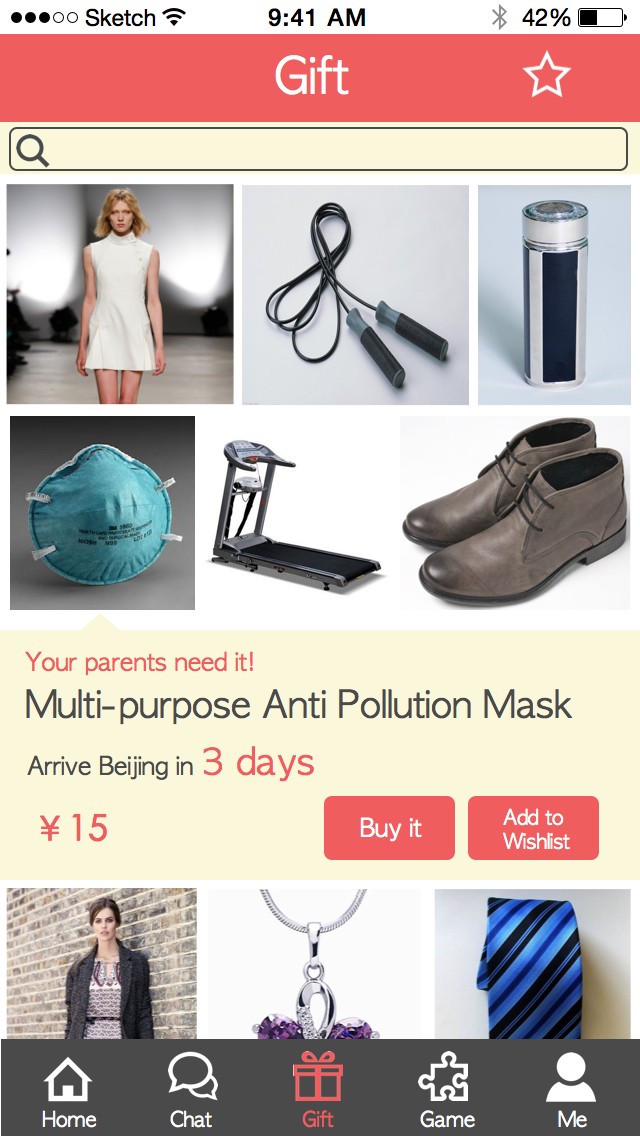 Sketch 9:41 AM 42%
Gift
Your parents need it!
Multi-purpose Anti Pollution Mask
Arrive Beijing in 3 days
¥ 15
Buy it
Add to
Wishlist
Home Chat Gift Game Me